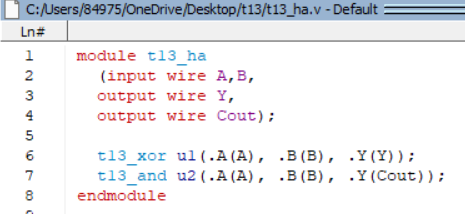 C:/Users/84975/OneDrive/Desktop/t13/t13_ha.v - Default
Ln#
1 module t13_ha
2 (input wire A,B,
3 output wire Y,
4 output wire Cout);
5
6 t13_xor u1(.A(A), .B(B), .Y(Y));
7 t13_and u2(.A(A), .B(B), .Y(Cout));
8 endmodule